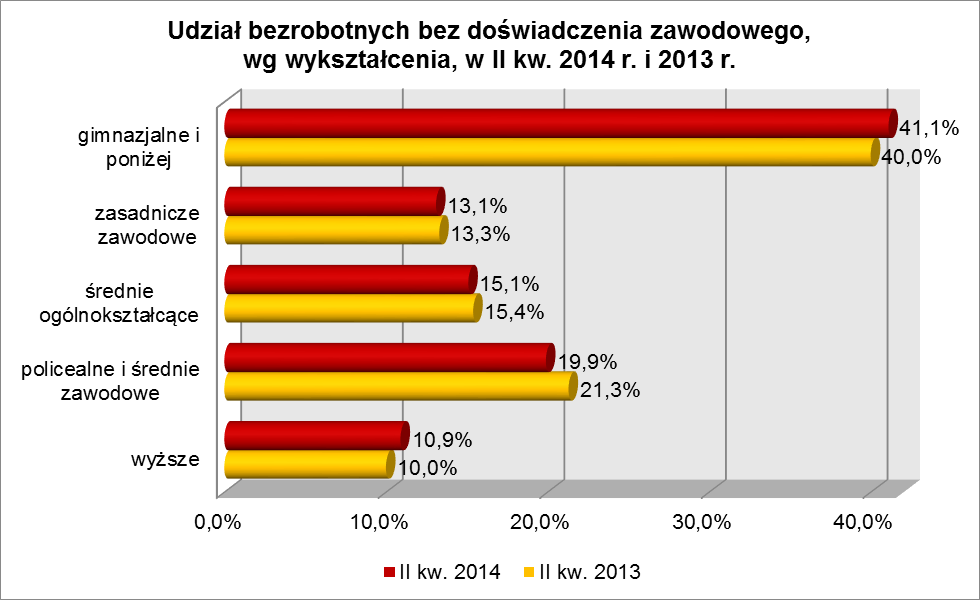 Udział bezrobotnych bez doświadczenia zawodowego,
wg wykształcenia, w II kw. 2014 r. i 2013 r.
gimnazjalne i
poniżej
41,1%
40,0%
zasadnicze
zawodowe
13,1%
13,3%
średnie
ogólnokształcące
15,1%
15,4%
policealne i średnie
zawodowe
19,9%
21,3%
wyższe
10,9%
10,0%
0,0% 10,0% 20,0% 30,0% 40,0%
II kw. 2014 II kw. 2013